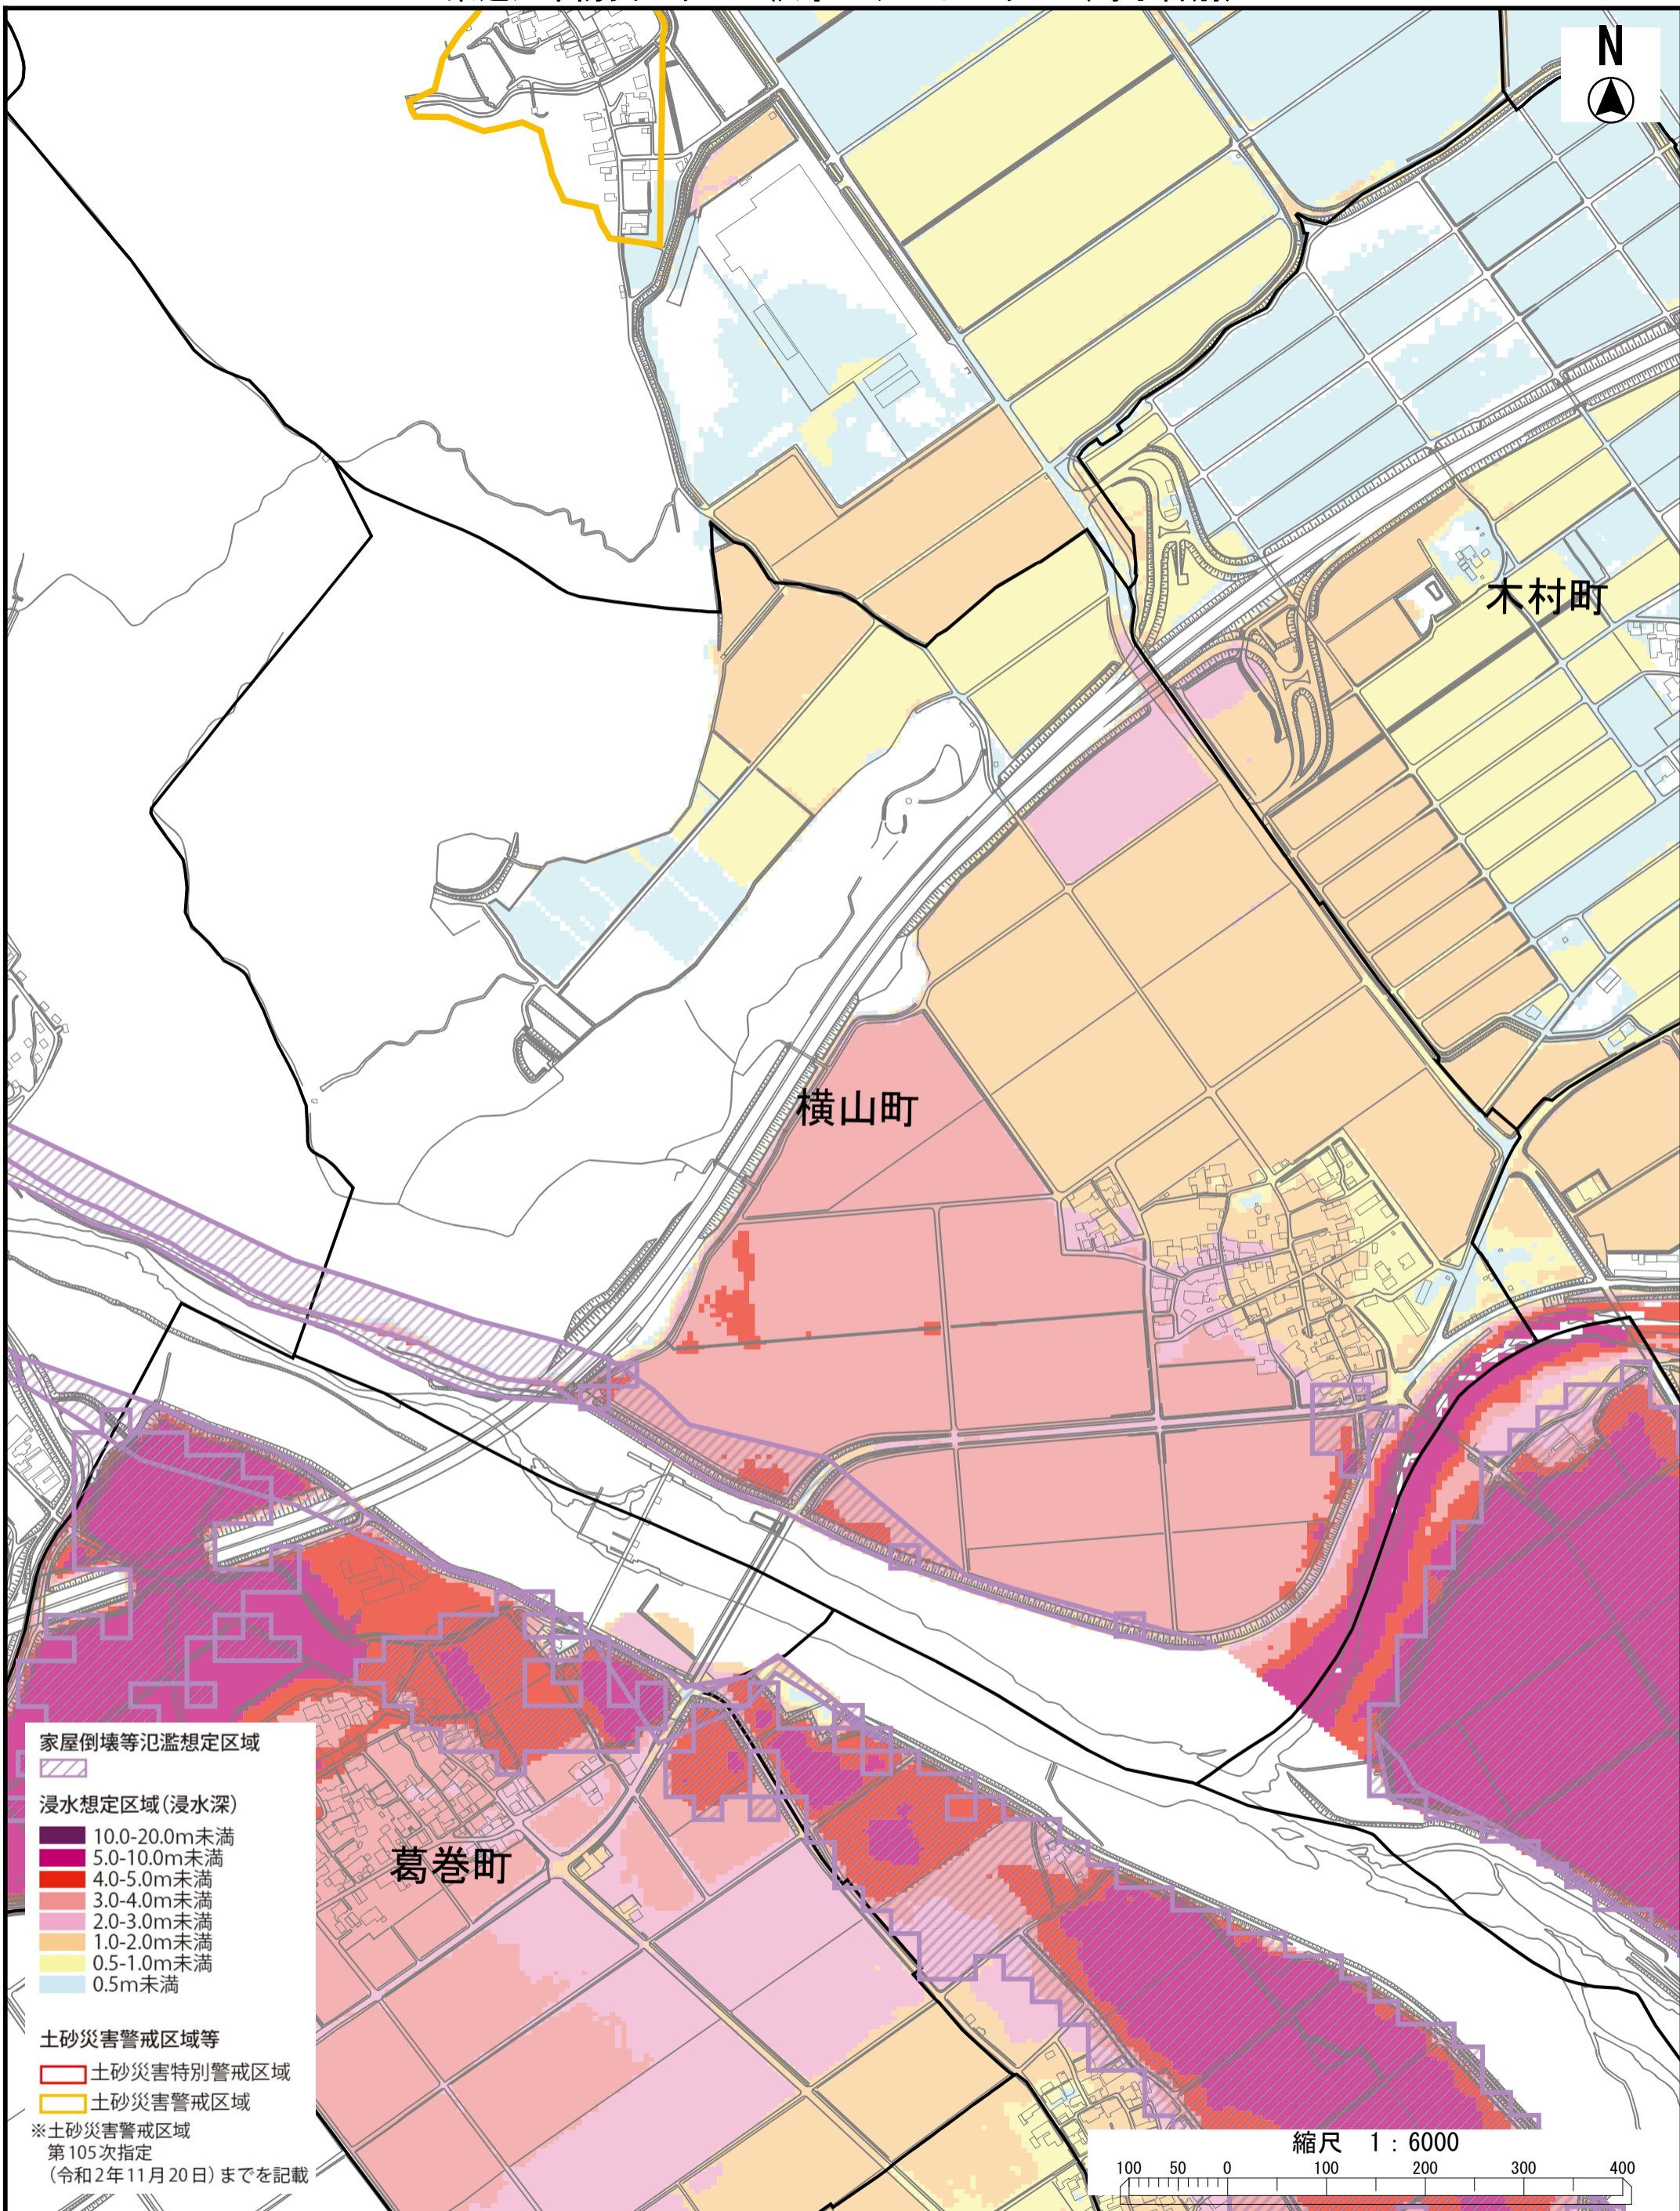 N
木村町
横山町
葛巻町
家屋倒壊等氾濫想定区域
浸水想定区域(浸水深)
10.0-20.0m未満
5.0-10.0m未満
4.0-5.0m未満
3.0-4.0m未満
2.0-3.0m未満
1.0-2.0m未満
0.5-1.0m未満
0.5m未満
土砂災害警戒区域等
土砂災害特別警戒区域
土砂災害警戒区域
※土砂災害警戒区域
第105次指定
(令和2年11月20日)までを記載
縮尺 1:6000
100 50 0 100 200 300 400